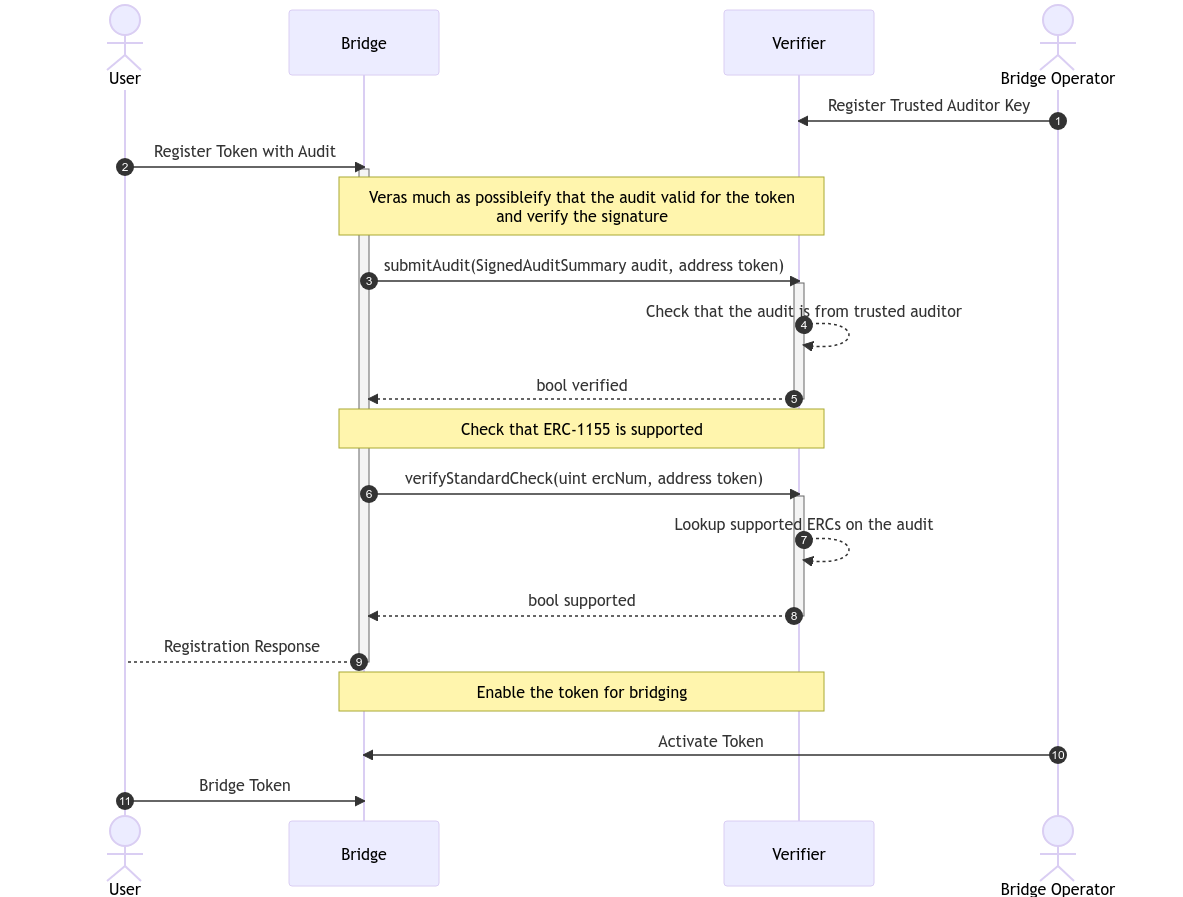 User
Bridge
Verifier
Bridge Operator
Register Trusted Auditor Key
1
Register Token with Audit
2
Veras much as possibleify that the audit valid for the token
and verify the signature
submitAudit(SignedAuditSummary audit, address token)
3
Check that the audit is from trusted auditor
4
bool verified
5
Check that ERC-1155 is supported
verifyStandardCheck(uint ercNum, address token)
6
Lookup supported ERCs on the audit
7
bool supported
8
Registration Response
9
Enable the token for bridging
Activate Token
10
Bridge Token
11
User
Bridge
Verifier
Bridge Operator